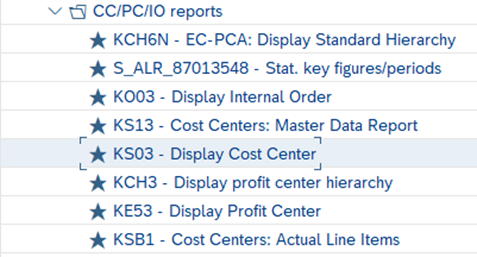 CC/PC/IO reports
KCH6N - EC-PCA: Display Standard Hierarchy
S_ALR_87013548 - Stat. key figures/periods
KO03 - Display Internal Order
KS13 - Cost Centers: Master Data Report
KS03 - Display Cost Center
KCH3 - Display profit center hierarchy
KE53 - Display Profit Center
KSB1 - Cost Centers: Actual Line Items